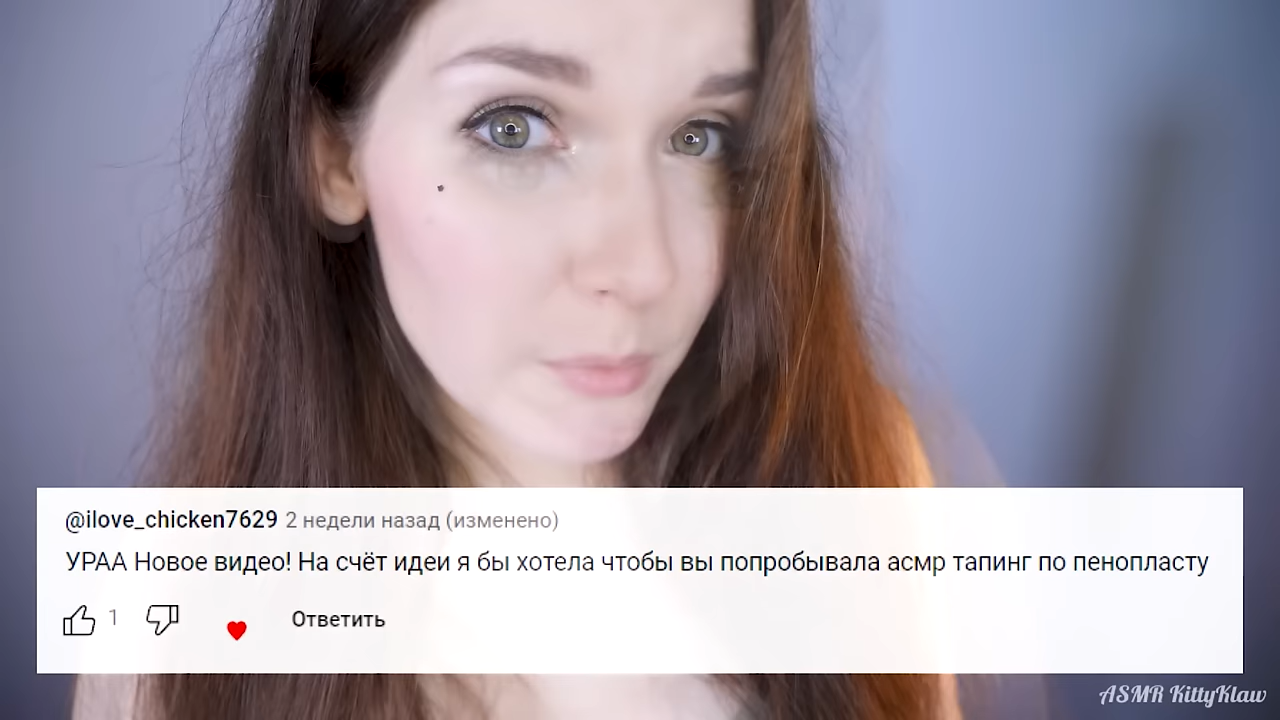 @ilove_chicken7629 2 недели назад (изменено)
УРАА Новое видео! На счёт идеи я бы хотела чтобы вы попробывала асмр тапинг по пенопласту
1 Ответить
ASMR KittyKlaw